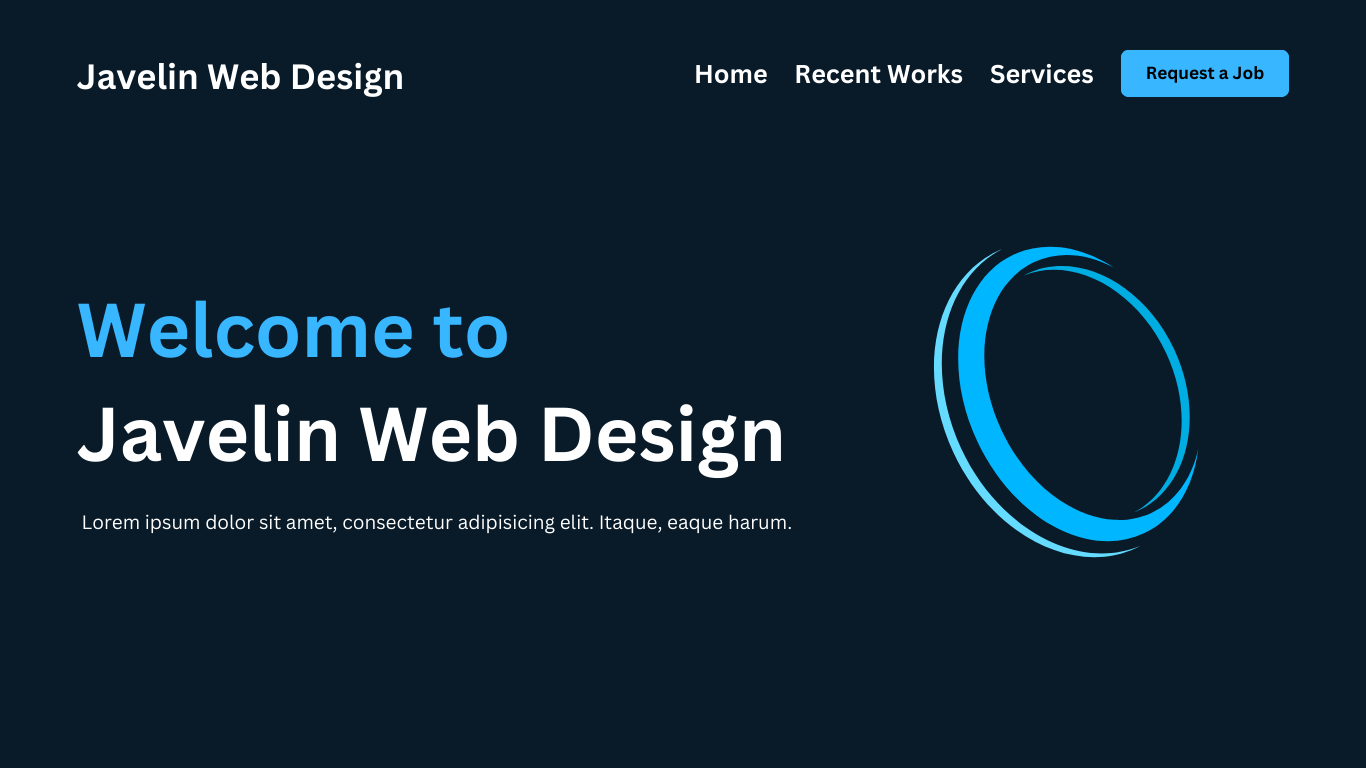 Javelin Web Design
Home Recent Works Services Request a Job
Welcome to
Javelin Web Design
Lorem ipsum dolor sit amet, consectetur adipisicing elit. Itaque, eaque harum.